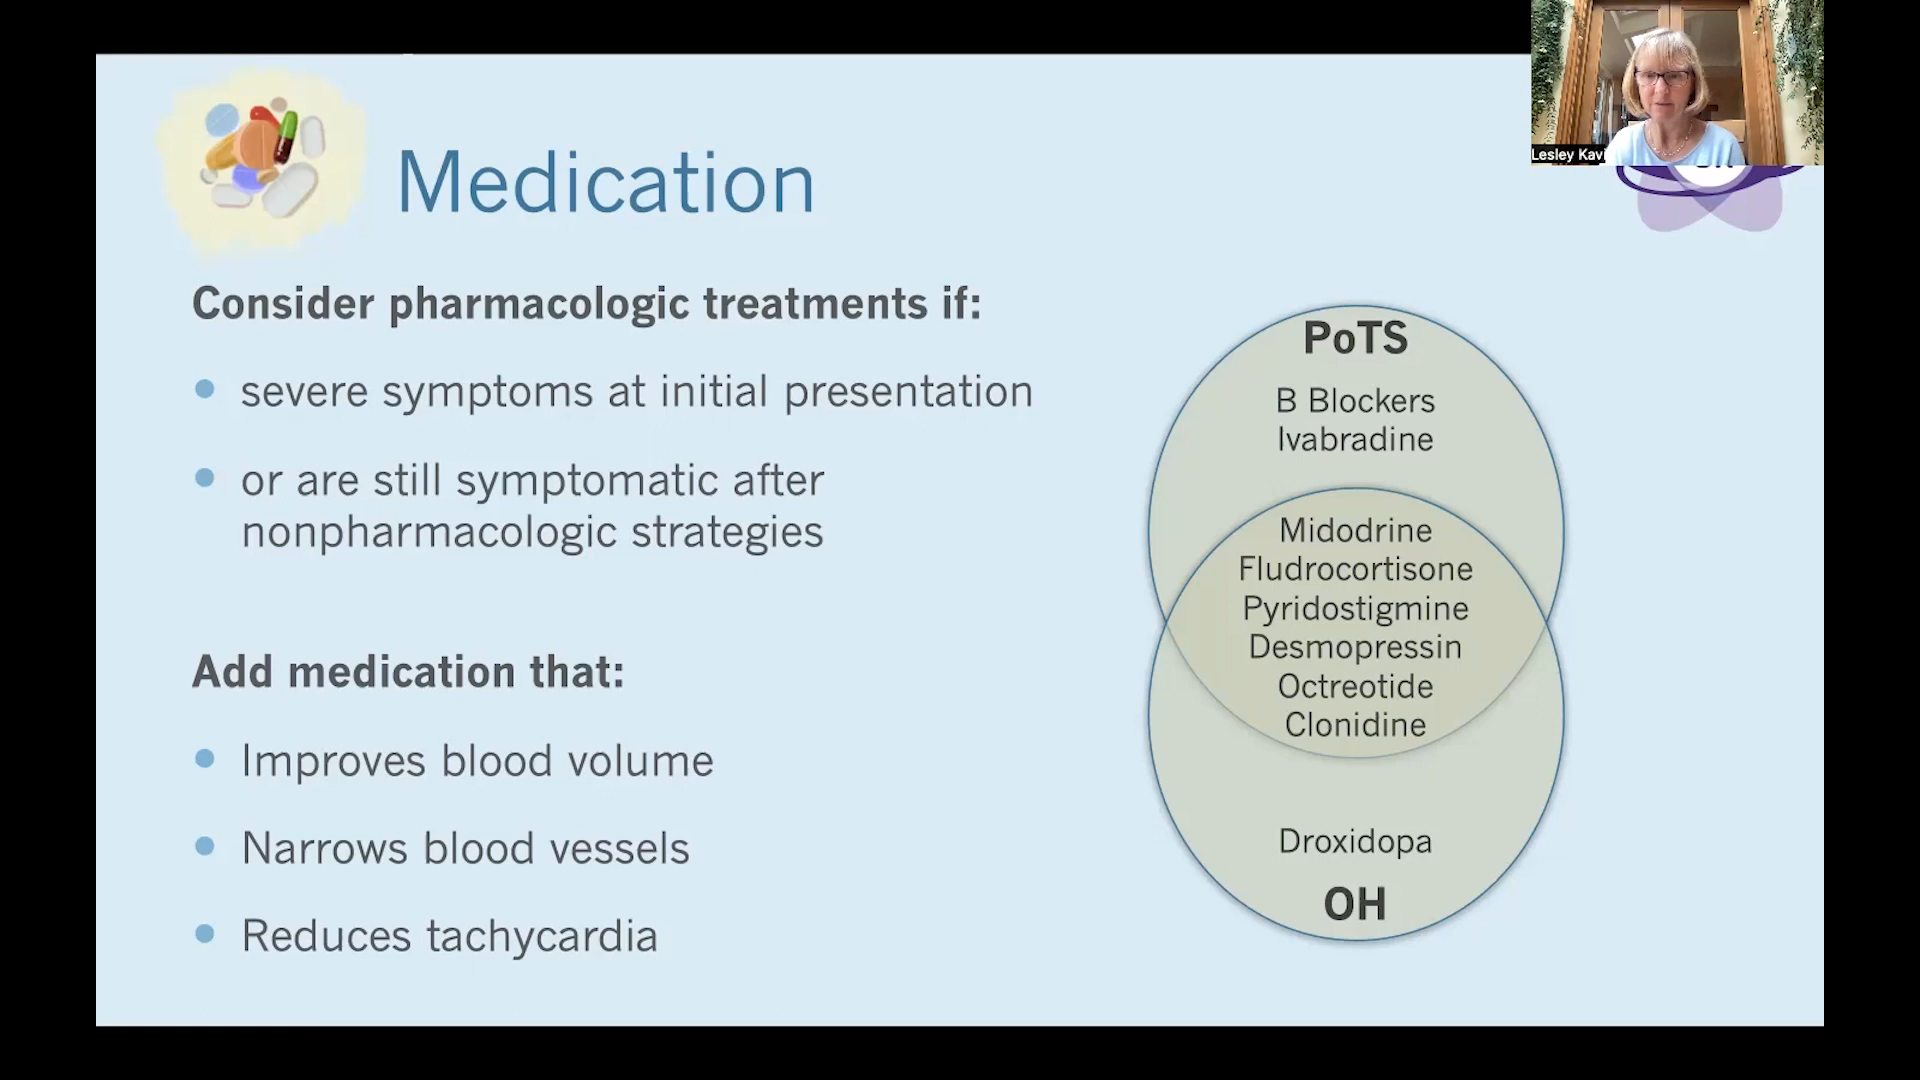 Lesley Kavi
Medication
Consider pharmacologic treatments if:
severe symptoms at initial presentation
or are still symptomatic after
nonpharmacologic strategies
Add medication that:
Improves blood volume
Narrows blood vessels
Reduces tachycardia
PoTS
B Blockers
Ivabradine
Midodrine
Fludrocortisone
Pyridostigmine
Desmopressin
Octreotide
Clonidine
Droxidopa
OH